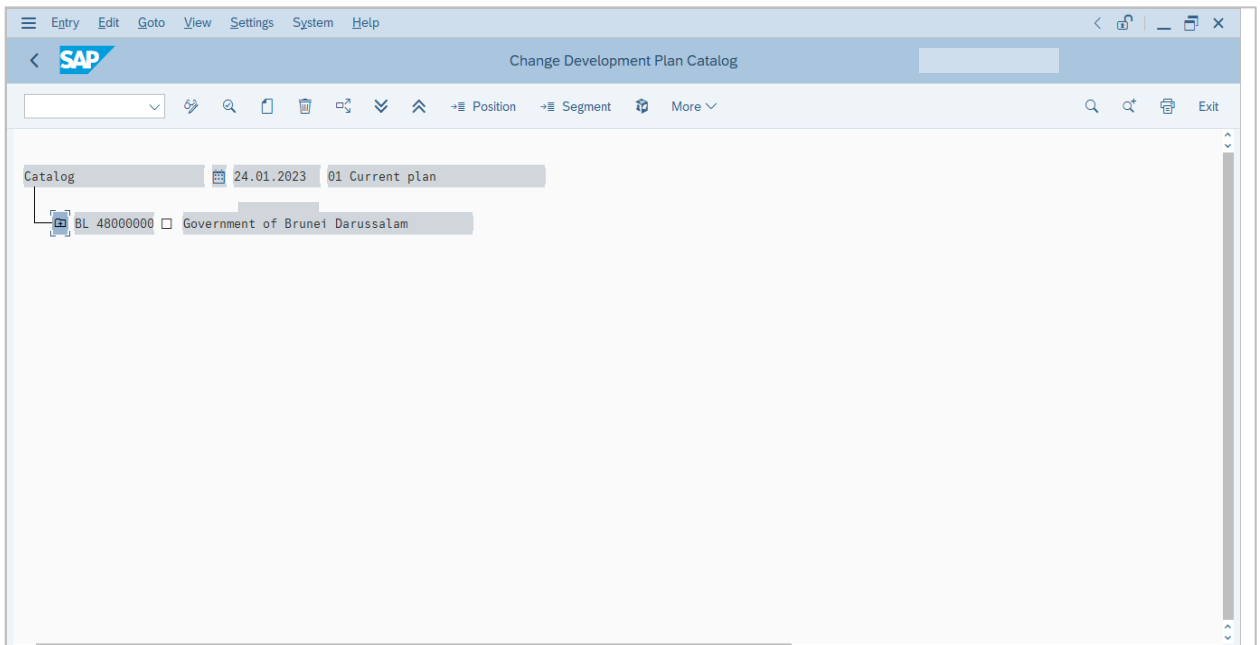 Entry Edit Goto View Settings System Help
SAP Change Development Plan Catalog
Position Segment More Exit
Catalog 24.01.2023 01 Current plan
BL 48000000 Government of Brunei Darussalam